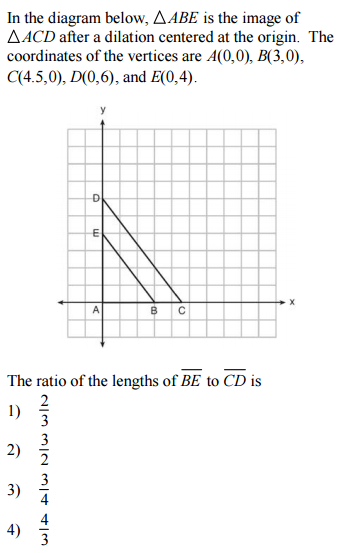 In the diagram below, △ABE is the image of
△ACD after a dilation centered at the origin. The
coordinates of the vertices are A(0,0), B(3,0),
C(4.5,0), D(0,6), and E(0,4).
y
D
E
A B C x
The ratio of the lengths of B̅E̅ to C̅D̅ is
1) 2/3
2) 3/2
3) 3/4
4) 4/3